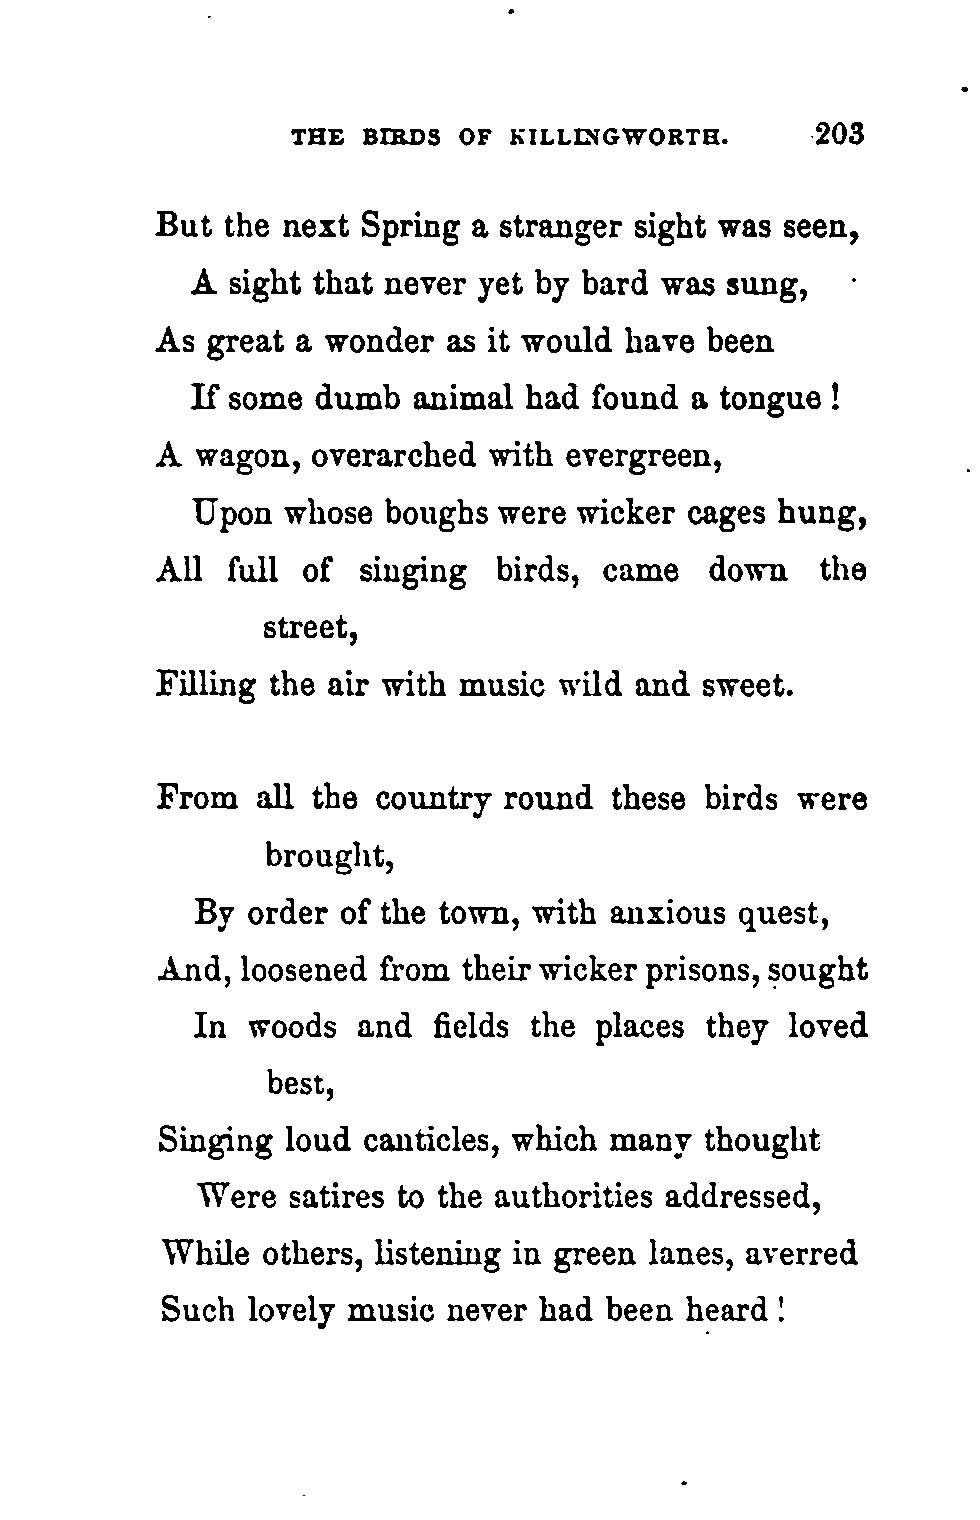 THE BIRDS OF KILLINGWORTH. 203
But the next Spring a stranger sight was seen,
A sight that never yet by bard was sung,
As great a wonder as it would have been
If some dumb animal had found a tongue !
A wagon, overarched with evergreen,
Upon whose boughs were wicker cages hung,
All full of singing birds, came down the
street,
Filling the air with music wild and sweet.
From all the country round these birds were
brought,
By order of the town, with anxious quest,
And, loosened from their wicker prisons, sought
In woods and fields the places they loved
best,
Singing loud canticles, which many thought
Were satires to the authorities addressed,
While others, listening in green lanes, averred
Such lovely music never had been heard !